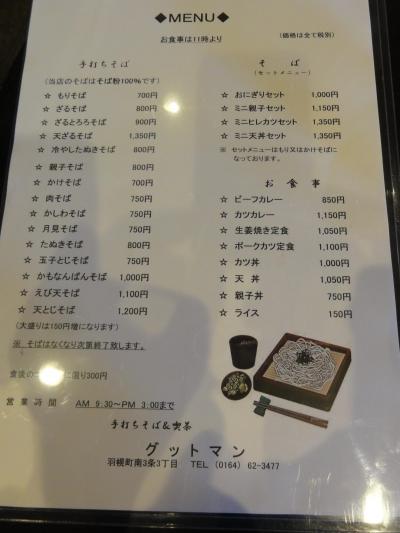 ◆MENU◆
お食事は11時より
(価格は全て税別)
手打ちそば
(当店のそばはそば粉100%です)
☆ もりそば 700円
☆ ざるそば 800円
☆ ざるとろろそば 900円
☆ 天ざるそば 1,350円
☆ 冷やしたぬきそば 800円
☆ 親子そば 800円
☆ かけそば 700円
☆ 肉そば 750円
☆ かしわそば 750円
☆ 月見そば 750円
☆ たぬきそば 800円
☆ 玉子とじそば 750円
☆ かもなんばんそば 1,000円
☆ えび天そば 1,100円
☆ 天とじそば 1,200円
(大盛りは150円増になります)
※ そばはなくなり次第終了致します。
食後の に限り300円
営業時間 AM 9:30～PM 3:00まで
そば
(セットメニュー)
☆ おにぎりセット 1,000円
☆ ミニ親子セット 1,150円
☆ ミニヒレカツセット 1,350円
☆ ミニ天丼セット 1,350円
※ セットメニューはもり又はかけそばに
なっております。
お食事
☆ ビーフカレー 850円
☆ カツカレー 1,150円
☆ 生姜焼き定食 1,050円
☆ ポークカツ定食 1,100円
☆ カツ丼 1,000円
☆ 天丼 1,050円
☆ 親子丼 750円
☆ ライス 150円
手打ちそば&喫茶
グットマン
羽幌町南3条3丁目 TEL (0164) 62-3477